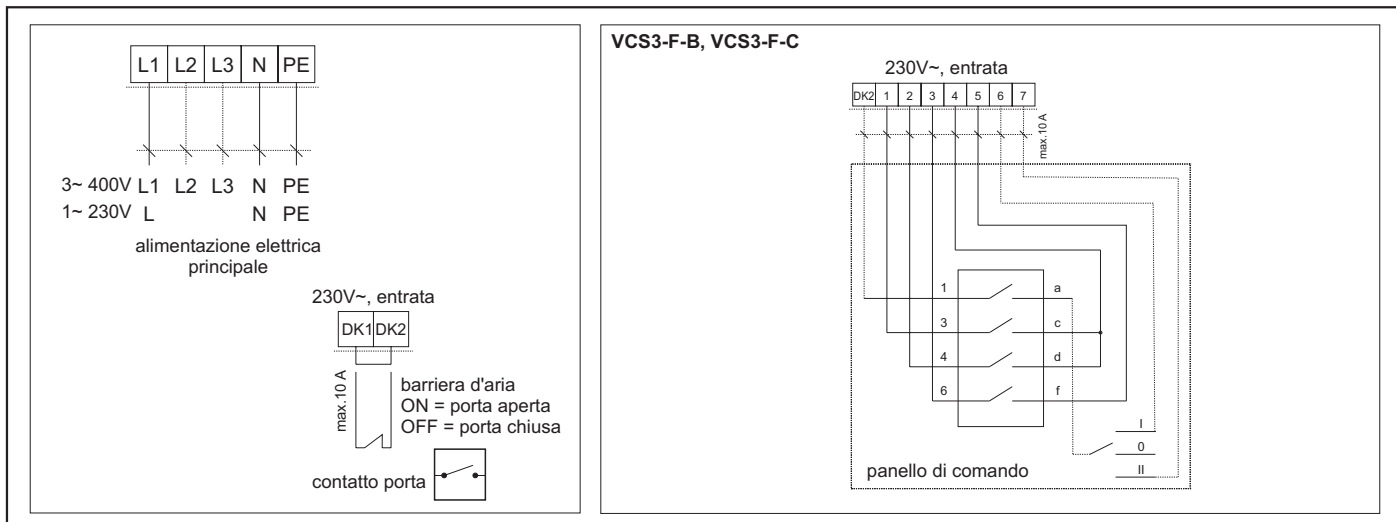 L1 L2 L3 N PE
3~ 400V L1 L2 L3 N PE
1~ 230V L N PE
alimentazione elettrica
principale
230V~, entrata
DK1 DK2
max.10 A
barriera d'aria
ON = porta aperta
OFF = porta chiusa
contatto porta
VCS3-F-B, VCS3-F-C
230V~, entrata
DK2 1 2 3 4 5 6 7
max.10 A
1 a
3 c
4 d
6 f
I
0
II
panello di comando